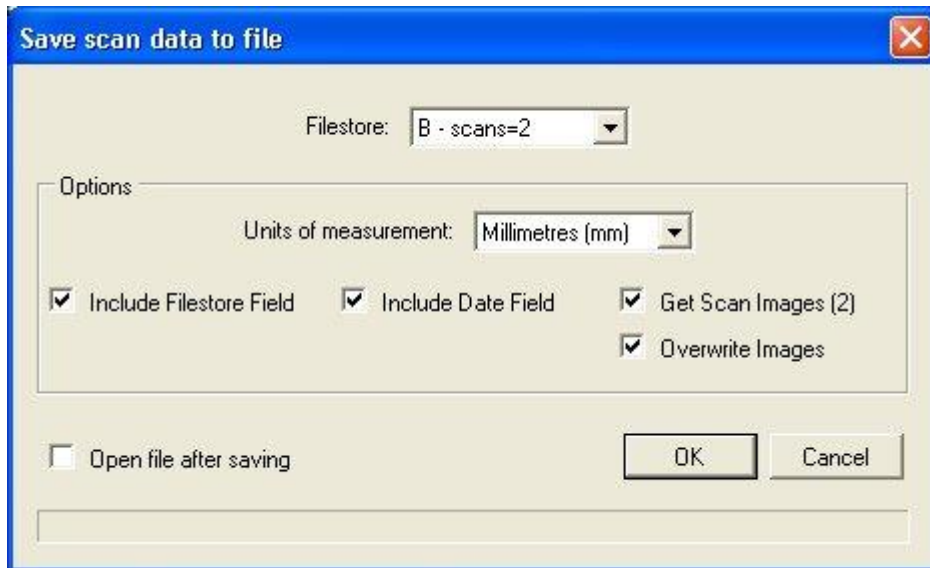 Save scan data to file
Filestore: B - scans=2
Options
Units of measurement: Millimetres (mm)
Include Filestore Field Include Date Field Get Scan Images (2)
Overwrite Images
Open file after saving OK Cancel